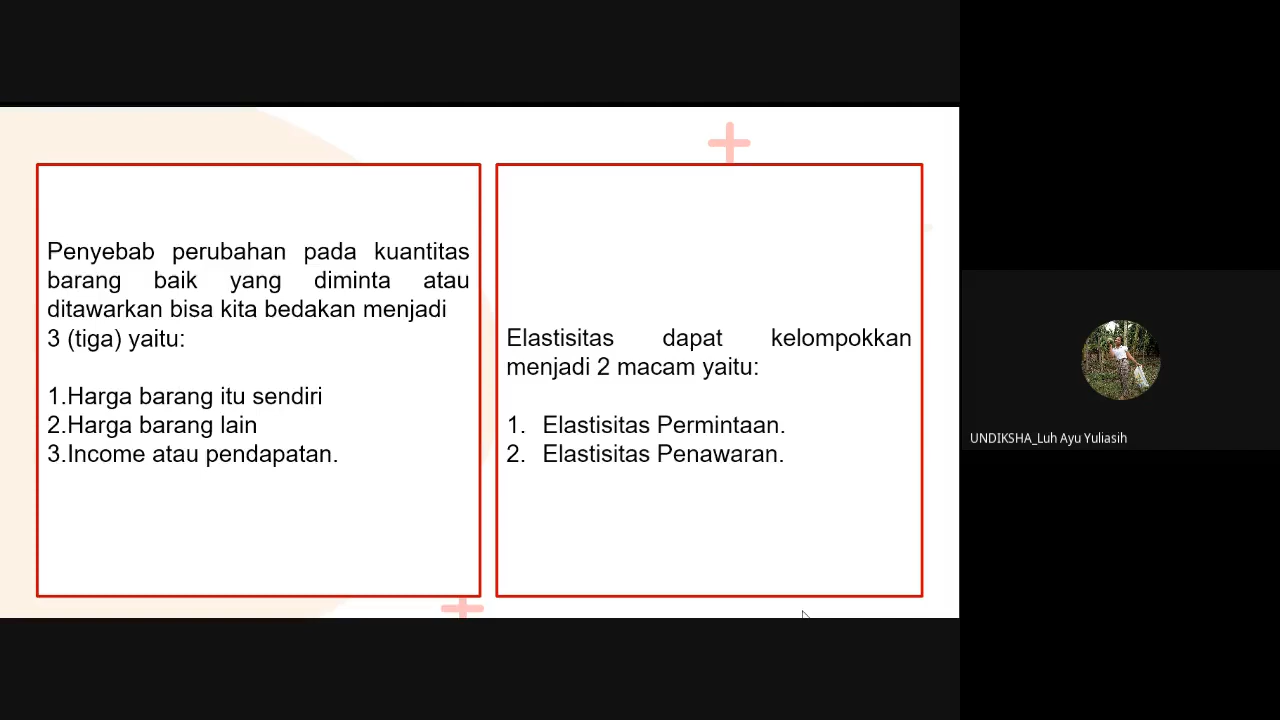 Penyebab perubahan pada kuantitas
barang baik yang diminta atau
ditawarkan bisa kita bedakan menjadi
3 (tiga) yaitu:
1.Harga barang itu sendiri
2.Harga barang lain
3.Income atau pendapatan.
Elastisitas dapat kelompokkan
menjadi 2 macam yaitu:
1. Elastisitas Permintaan.
2. Elastisitas Penawaran.
UNDIKSHA_Luh Ayu Yuliasih